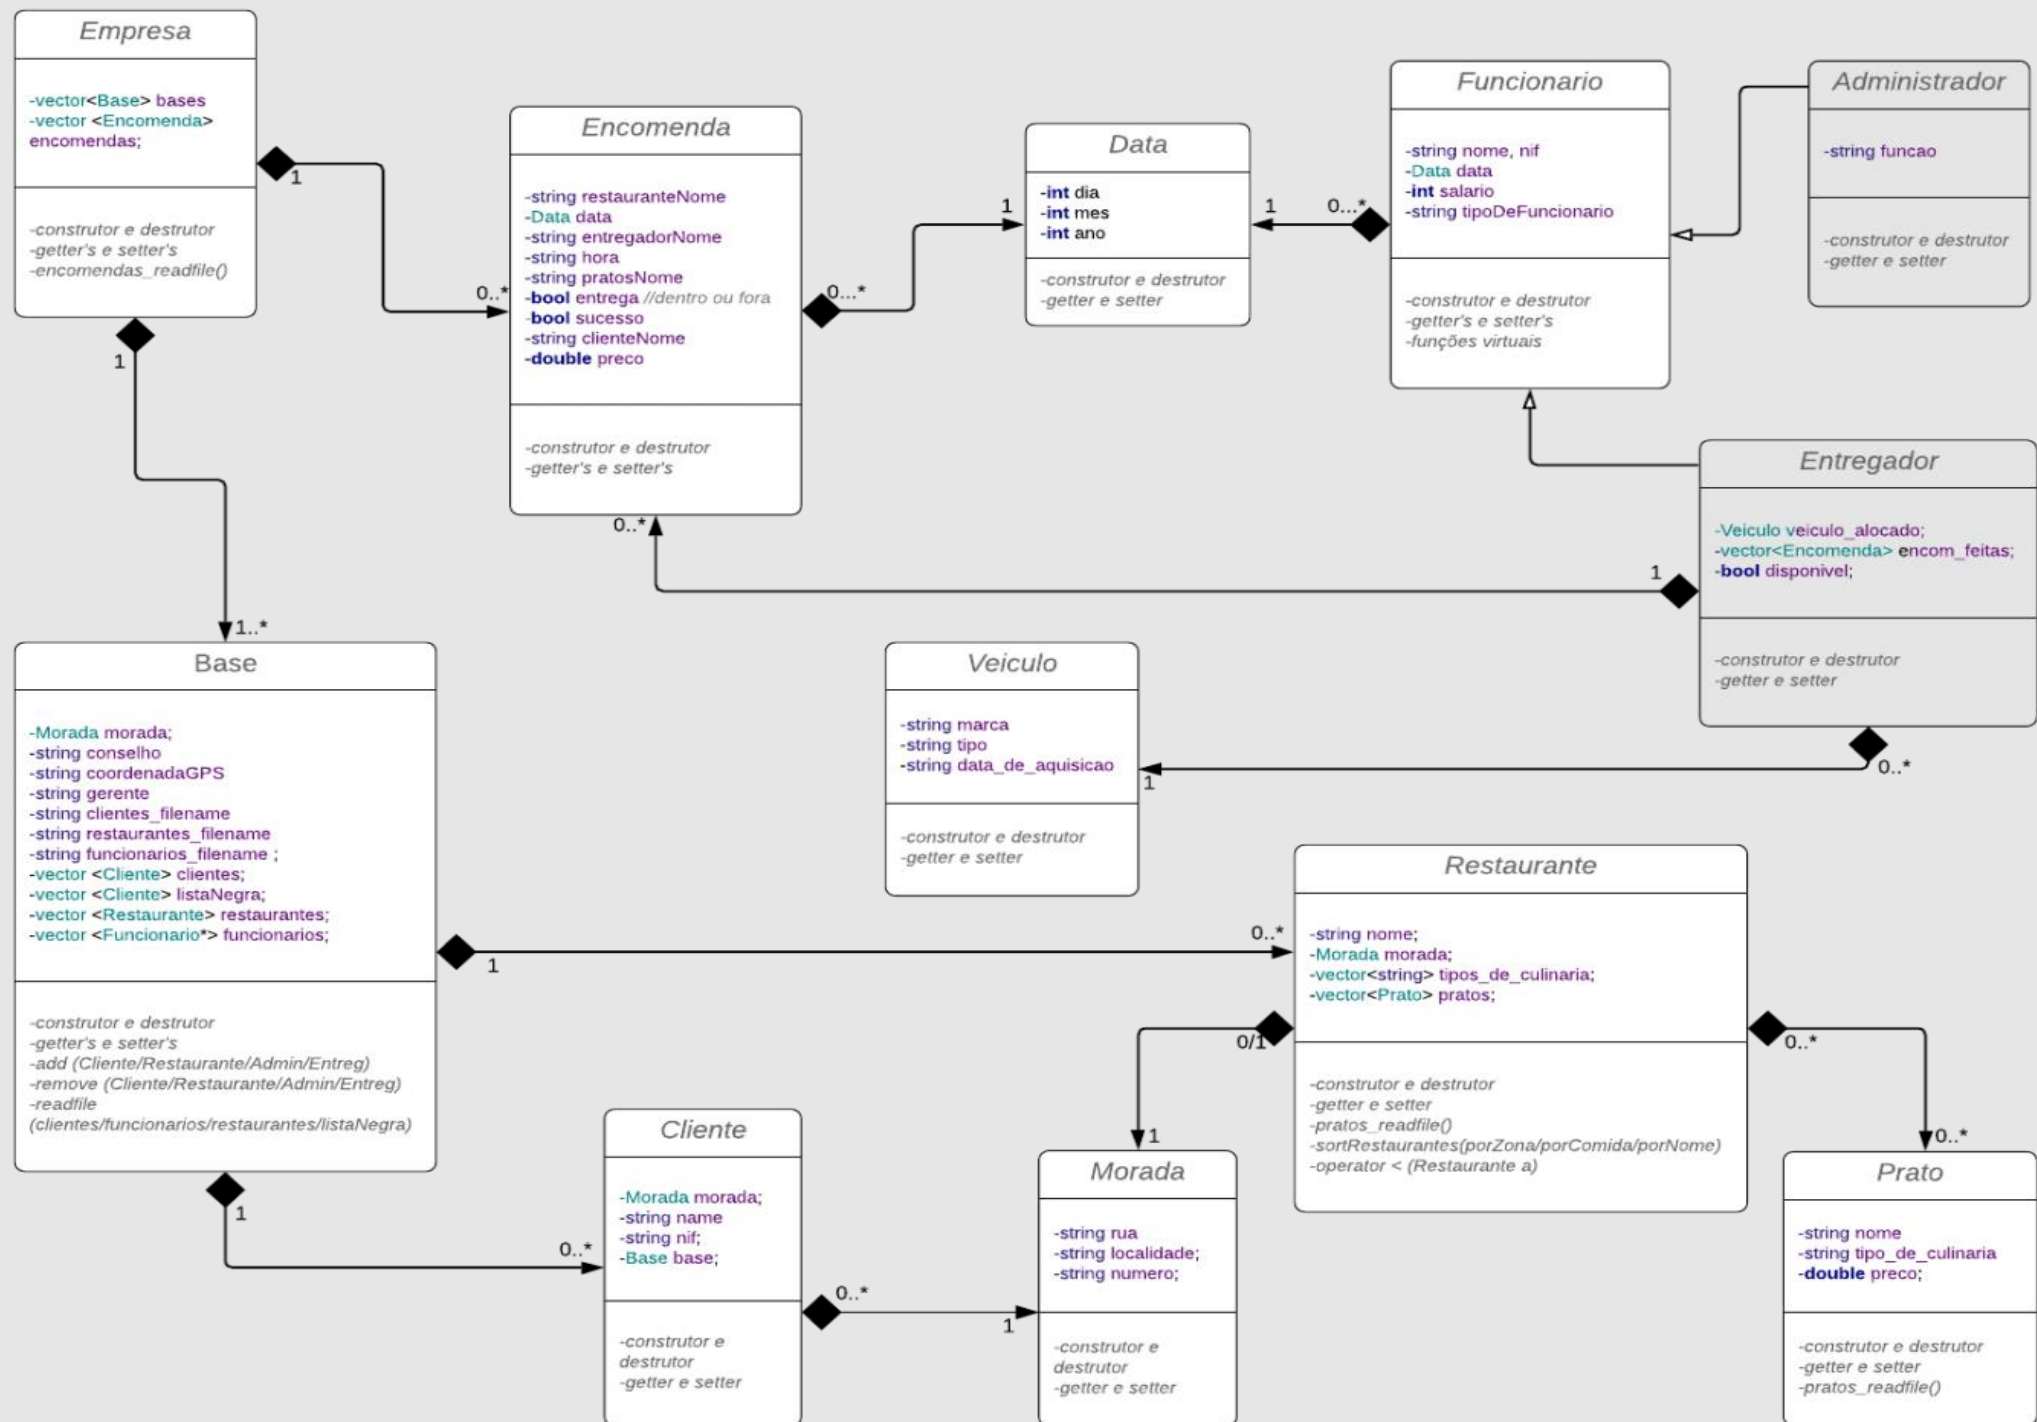 Empresa
-vector<Base> bases
-vector <Encomenda>
encomendas;
-construtor e destrutor
-getter's e setter's
-encomendas_readfile()
1
1
0..*
1..*
Encomenda
-string restauranteNome
-Data data
-string entregadorNome
-string hora
-string pratosNome
-bool entrega //dentro ou fora
-bool sucesso
-string clienteNome
-double preco
-construtor e destrutor
-getter's e setter's
0...*
1
0..*
Data
-int dia
-int mes
-int ano
-construtor e destrutor
-getter e setter
1
0...*
Funcionario
-string nome, nif
-Data data
-int salario
-string tipoDeFuncionario
-construtor e destrutor
-getter's e setter's
-funções virtuais
Administrador
-string funcao
-construtor e destrutor
-getter e setter
Entregador
-Veiculo veiculo_alocado;
-vector<Encomenda> encom_feitas;
-bool disponivel;
-construtor e destrutor
-getter e setter
1
0..*
Base
-Morada morada;
-string conselho
-string coordenadaGPS
-string gerente
-string clientes_filename
-string restaurantes_filename
-string funcionarios_filename ;
-vector <Cliente> clientes;
-vector <Cliente> listaNegra;
-vector <Restaurante> restaurantes;
-vector <Funcionario*> funcionarios;
-construtor e destrutor
-getter's e setter's
-add (Cliente/Restaurante/Admin/Entreg)
-remove (Cliente/Restaurante/Admin/Entreg)
-readfile
(clientes/funcionarios/restaurantes/listaNegra)
1
0..*
1
0..*
Veiculo
-string marca
-string tipo
-string data_de_aquisicao
-construtor e destrutor
-getter e setter
1
Restaurante
-string nome;
-Morada morada;
-vector<string> tipos_de_culinaria;
-vector<Prato> pratos;
-construtor e destrutor
-getter e setter
-pratos_readfile()
-sortRestaurantes(porZona/porComida/porNome)
-operator < (Restaurante a)
0/1
1
0..*
0..*
Cliente
-Morada morada;
-string name
-string nif;
-Base base;
-construtor e
destrutor
-getter e setter
0..*
1
Morada
-string rua
-string localidade;
-string numero;
-construtor e
destrutor
-getter e setter
Prato
-string nome
-string tipo_de_culinaria
-double preco;
-construtor e destrutor
-getter e setter
-pratos_readfile()